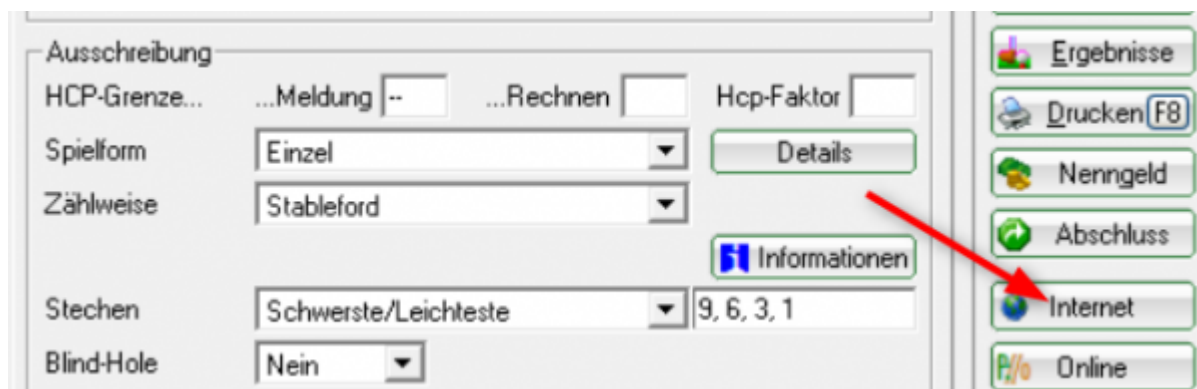 Ausschreibung
HCP-Grenze... ...Meldung -- ...Rechnen Hcp-Faktor
Spielform Einzel Details
Zählweise Stableford
Informationen
Stechen Schwerste/Leichteste 9, 6, 3, 1
Blind-Hole Nein
Ergebnisse
Drucken F8
Nenngeld
Abschluss
Internet
Online